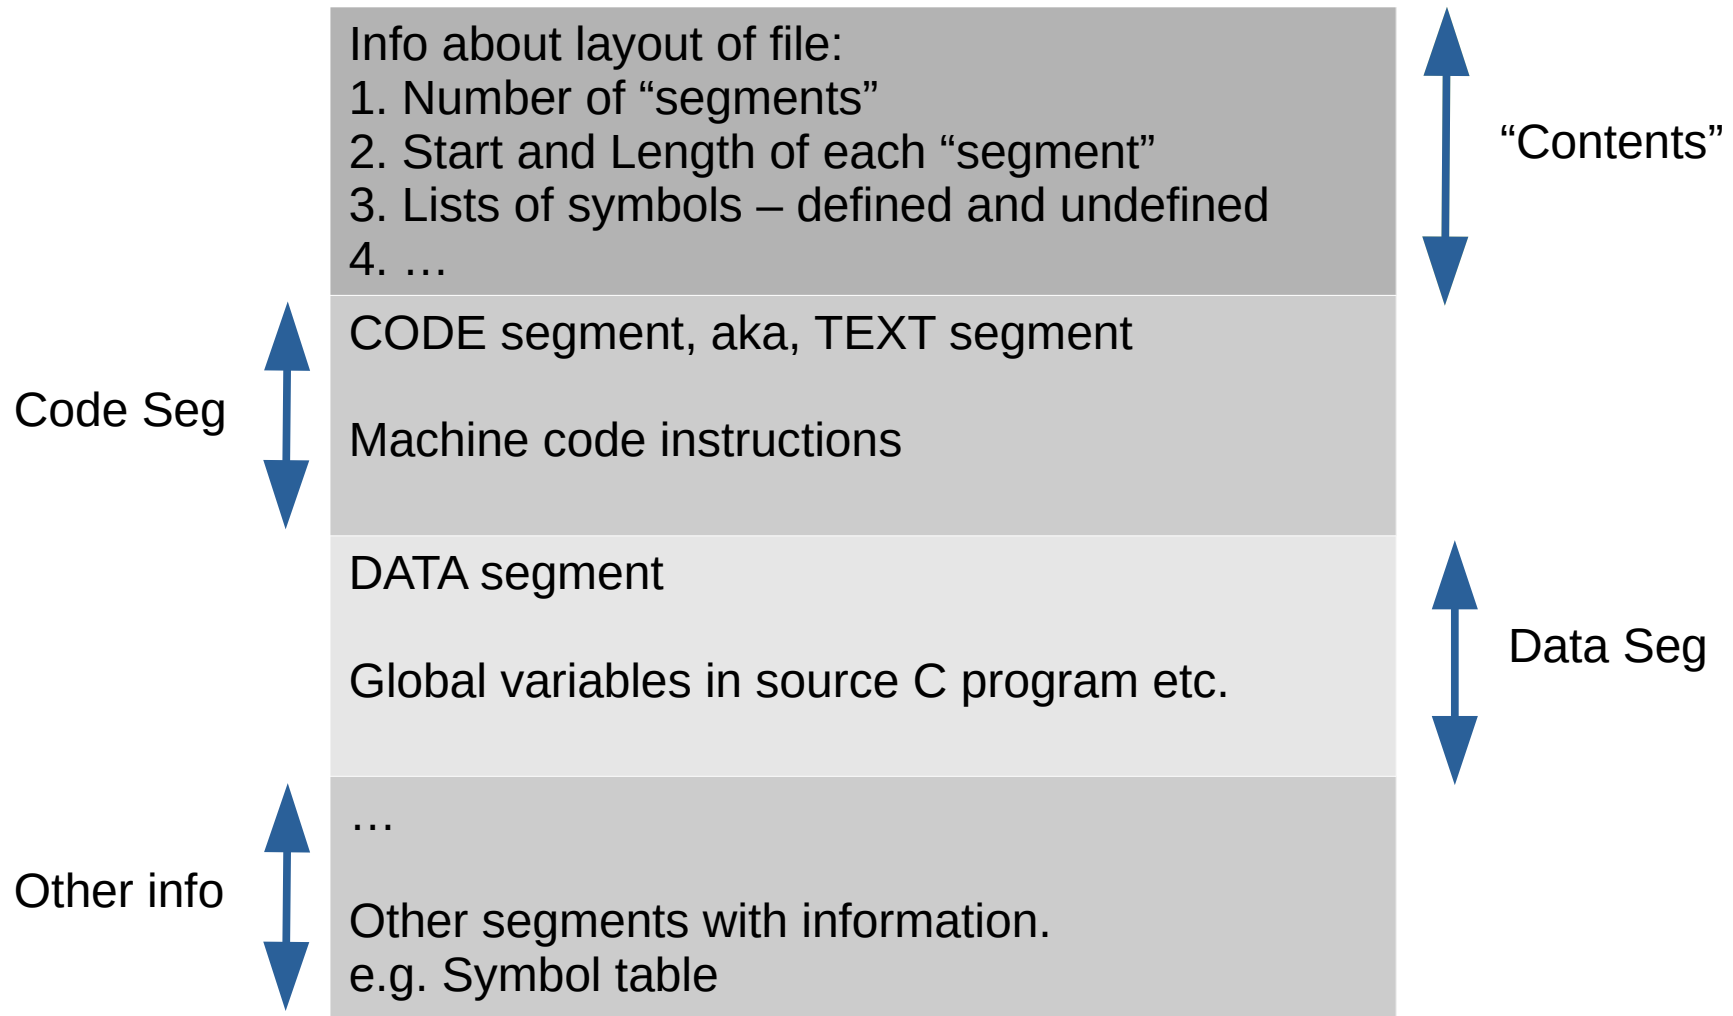 Info about layout of file:
1. Number of “segments”
2. Start and Length of each “segment”
3. Lists of symbols – defined and undefined
4. …
“Contents”
CODE segment, aka, TEXT segment
Machine code instructions
Code Seg
DATA segment
Global variables in source C program etc.
Data Seg
…
Other segments with information.
e.g. Symbol table
Other info